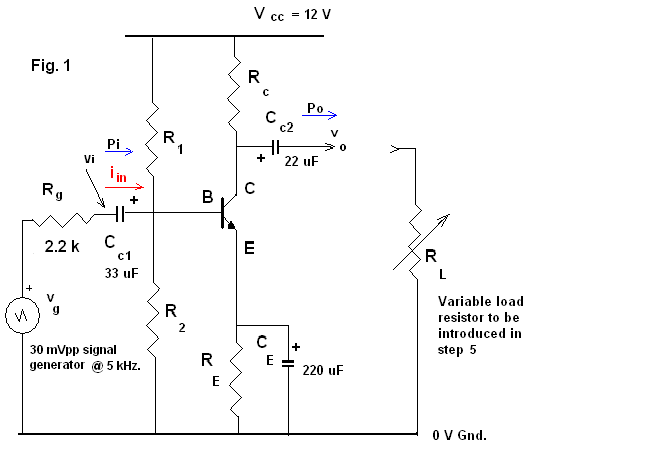 V cc = 12 V
Fig. 1
R c
C c2
Po
v o
+
22 uF
R 1
Pi
Vi
i in
R g
+
B
C
E
2.2 k
C c1
33 uF
+
v g
R 2
30 mVpp signal
generator @ 5 kHz.
R E
C E
+
220 uF
R L
Variable load
resistor to be
introduced in
step 5
0 V Gnd.